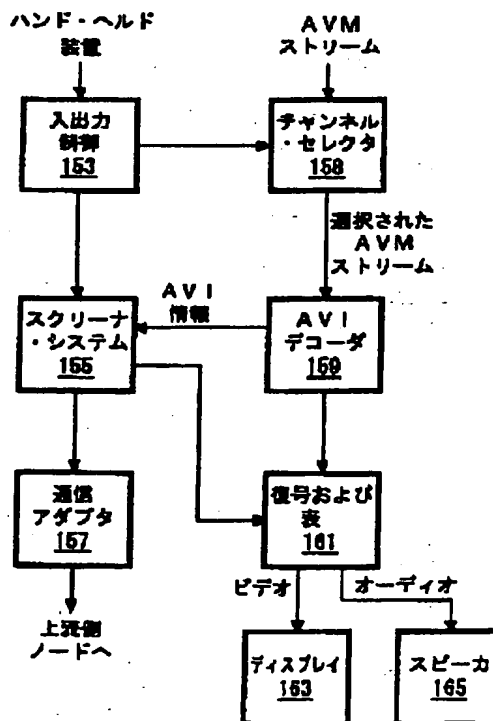 ハンド・ヘルド
装置
AVM
ストリーム
入出力
制御
153
チャンネル
・セレクタ
158
選択された
AVM
ストリーム
AVI
情報
スクリーナ
・システム
155
AVI
デコーダ
159
通信
アダプタ
157
復号および
表
161
ビデオ
オーディオ
上流側
ノードへ
ディスプレイ
163
スピーカ
165